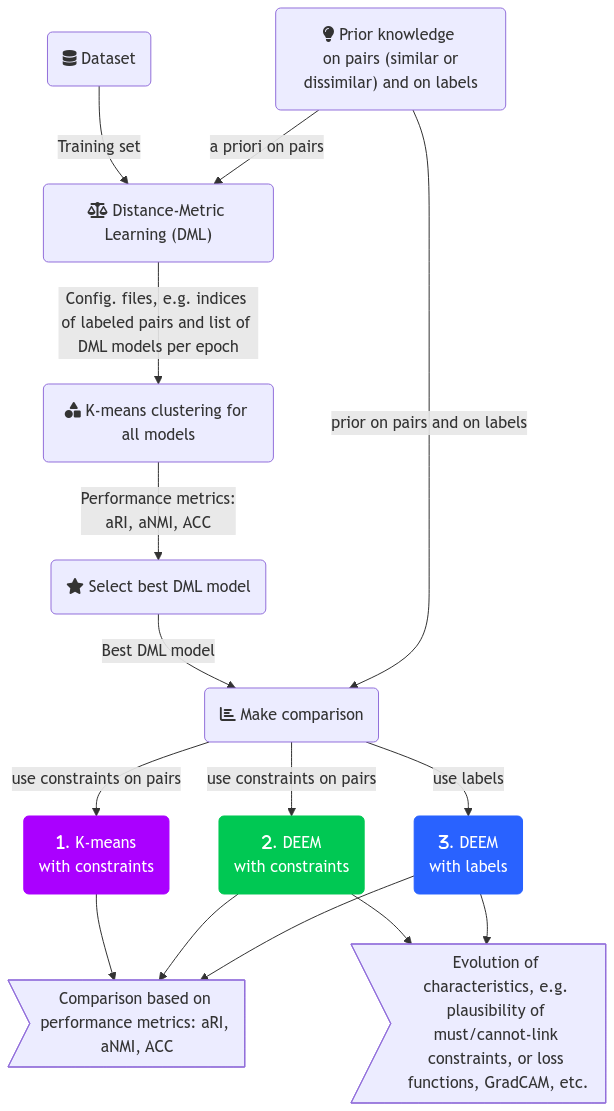 Dataset
Prior knowledge
on pairs (similar or
dissimilar) and on labels
Training set
a priori on pairs
Distance-Metric
Learning (DML)
Config. files, e.g. indices
of labeled pairs and list of
DML models per epoch
K-means clustering for
all models
prior on pairs and on labels
Performance metrics:
aRI, aNMI, ACC
Select best DML model
Best DML model
Make comparison
use constraints on pairs
use constraints on pairs
use labels
1. K-means
with constraints
2. DEEM
with constraints
3. DEEM
with labels
Comparison based on
performance metrics: aRI,
aNMI, ACC
Evolution of
characteristics, e.g.
plausibility of
must/cannot-link
constraints, or loss
functions, GradCAM, etc.